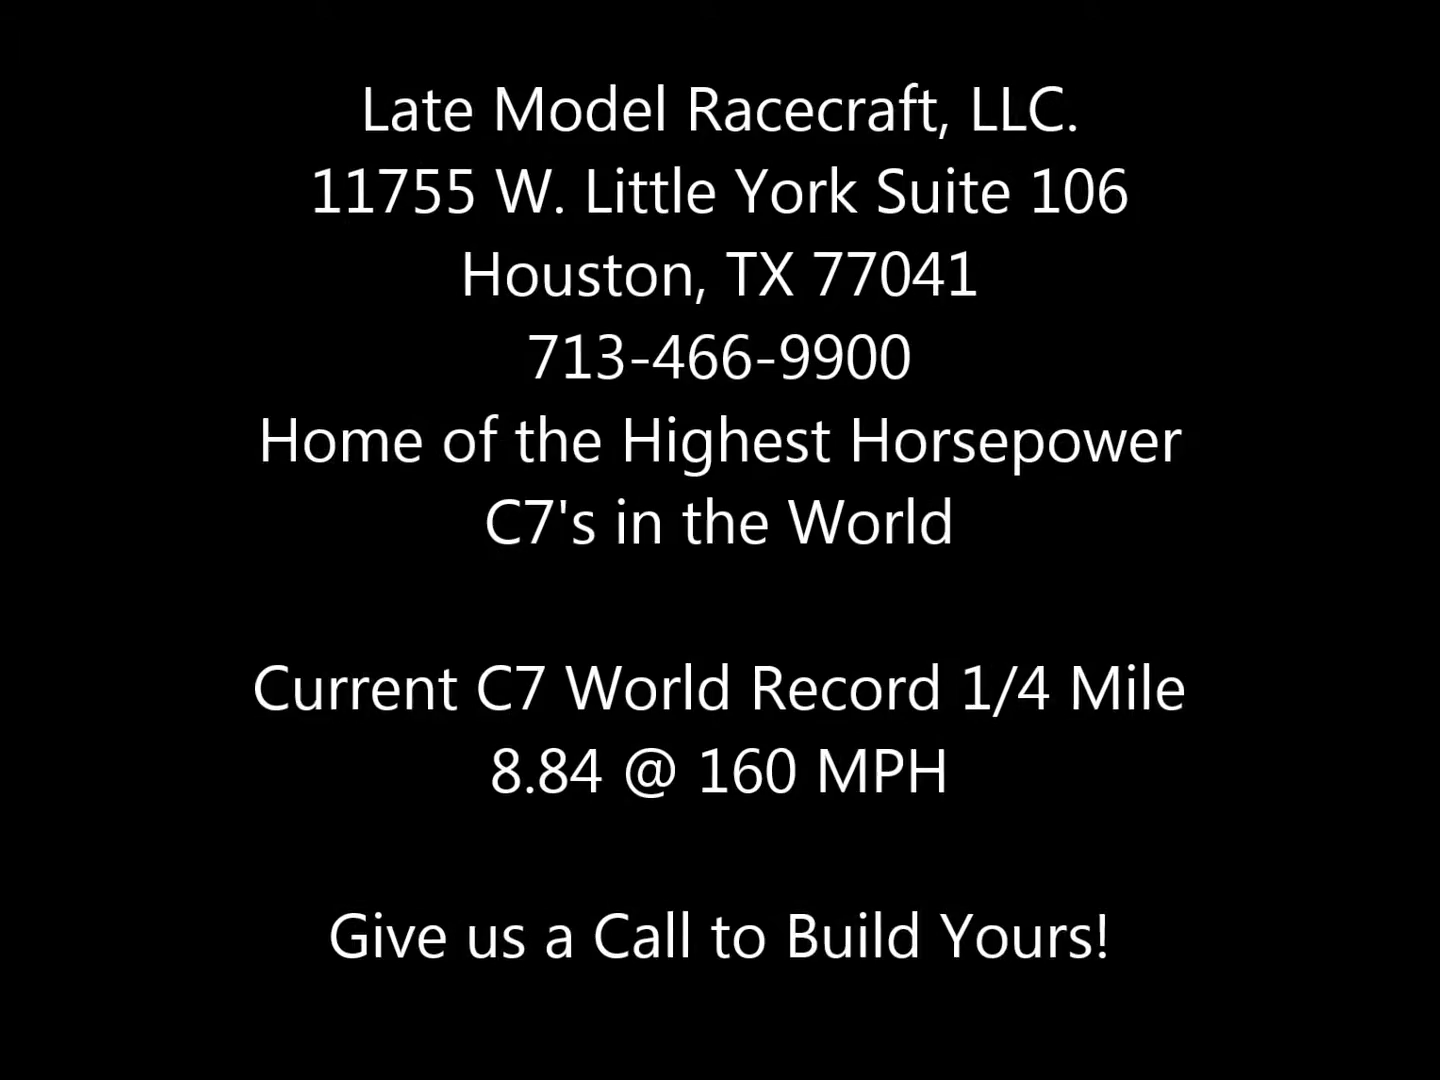 Late Model Racecraft, LLC.
11755 W. Little York Suite 106
Houston, TX 77041
713-466-9900
Home of the Highest Horsepower
C7's in the World
Current C7 World Record 1/4 Mile
8.84 @ 160 MPH
Give us a Call to Build Yours!